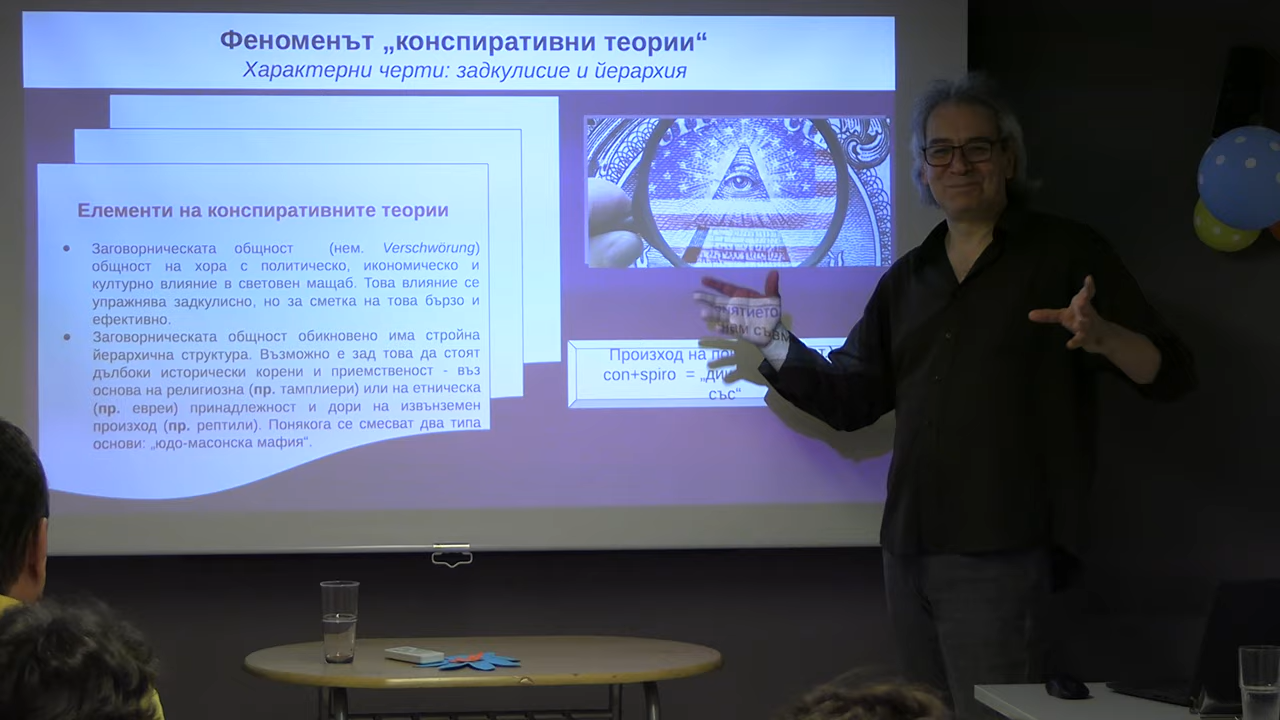 Феноменът „конспиративни теории“
Характерни черти: задкулисие и йерархия
Елементи на конспиративните теории
Заговорническата общност (нем. Verschwörung)
общност на хора с политическо, икономическо и
културно влияние в световен мащаб. Това влияние се
упражнява задкулисно, но за сметка на това бързо и
ефективно.
Заговорническата общност обикновено има стройна
йерархична структура. Възможно е зад това да стоят
дълбоки исторически корени и приемственост - въз
основа на религиозна (пр. тамплиери) или на етническа
(пр. евреи) принадлежност и дори на извънземен
произход (пр. рептили). Понякога се смесват два типа
основи: „юдо-масонска мафия“.
Произход на
con+spiro =
със“